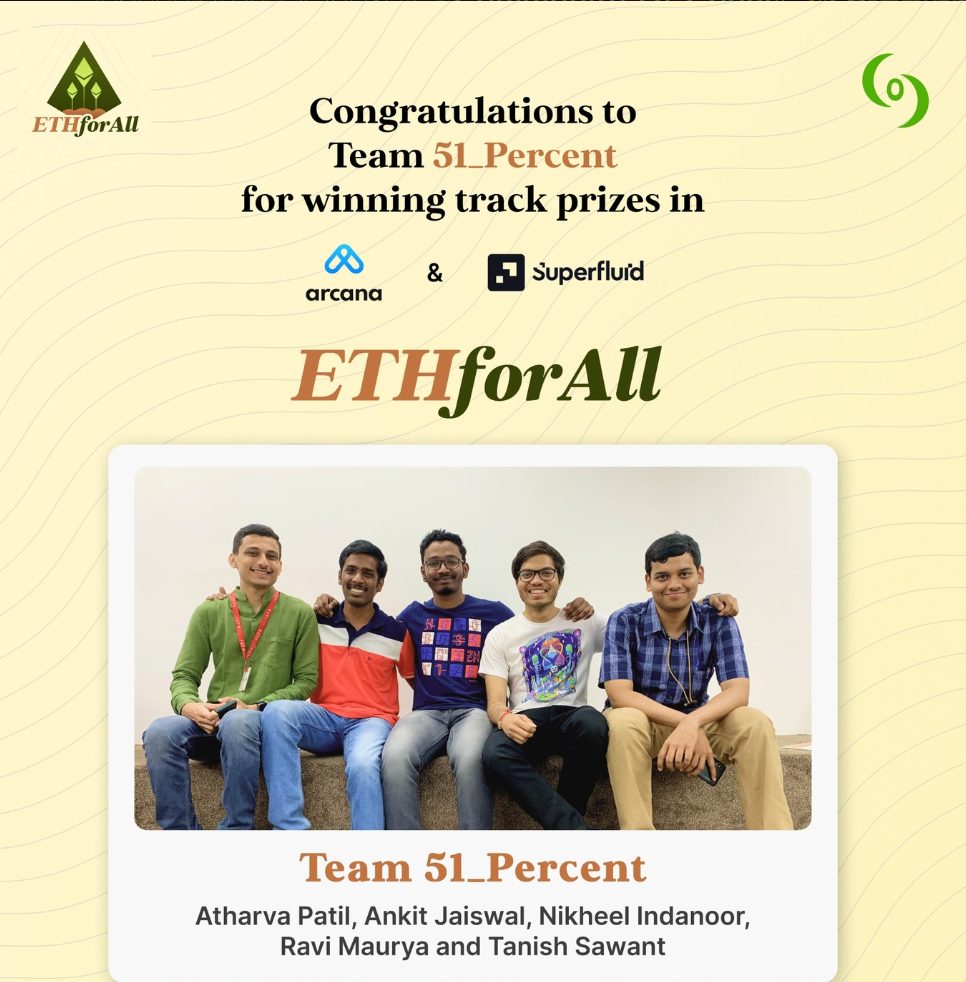 ETHforAll
Congratulations to
Team 51_Percent
for winning track prizes in
arcana
&
Superfluid
ETHforAll
Team 51_Percent
Atharva Patil, Ankit Jaiswal, Nikheel Indanoor,
Ravi Maurya and Tanish Sawant